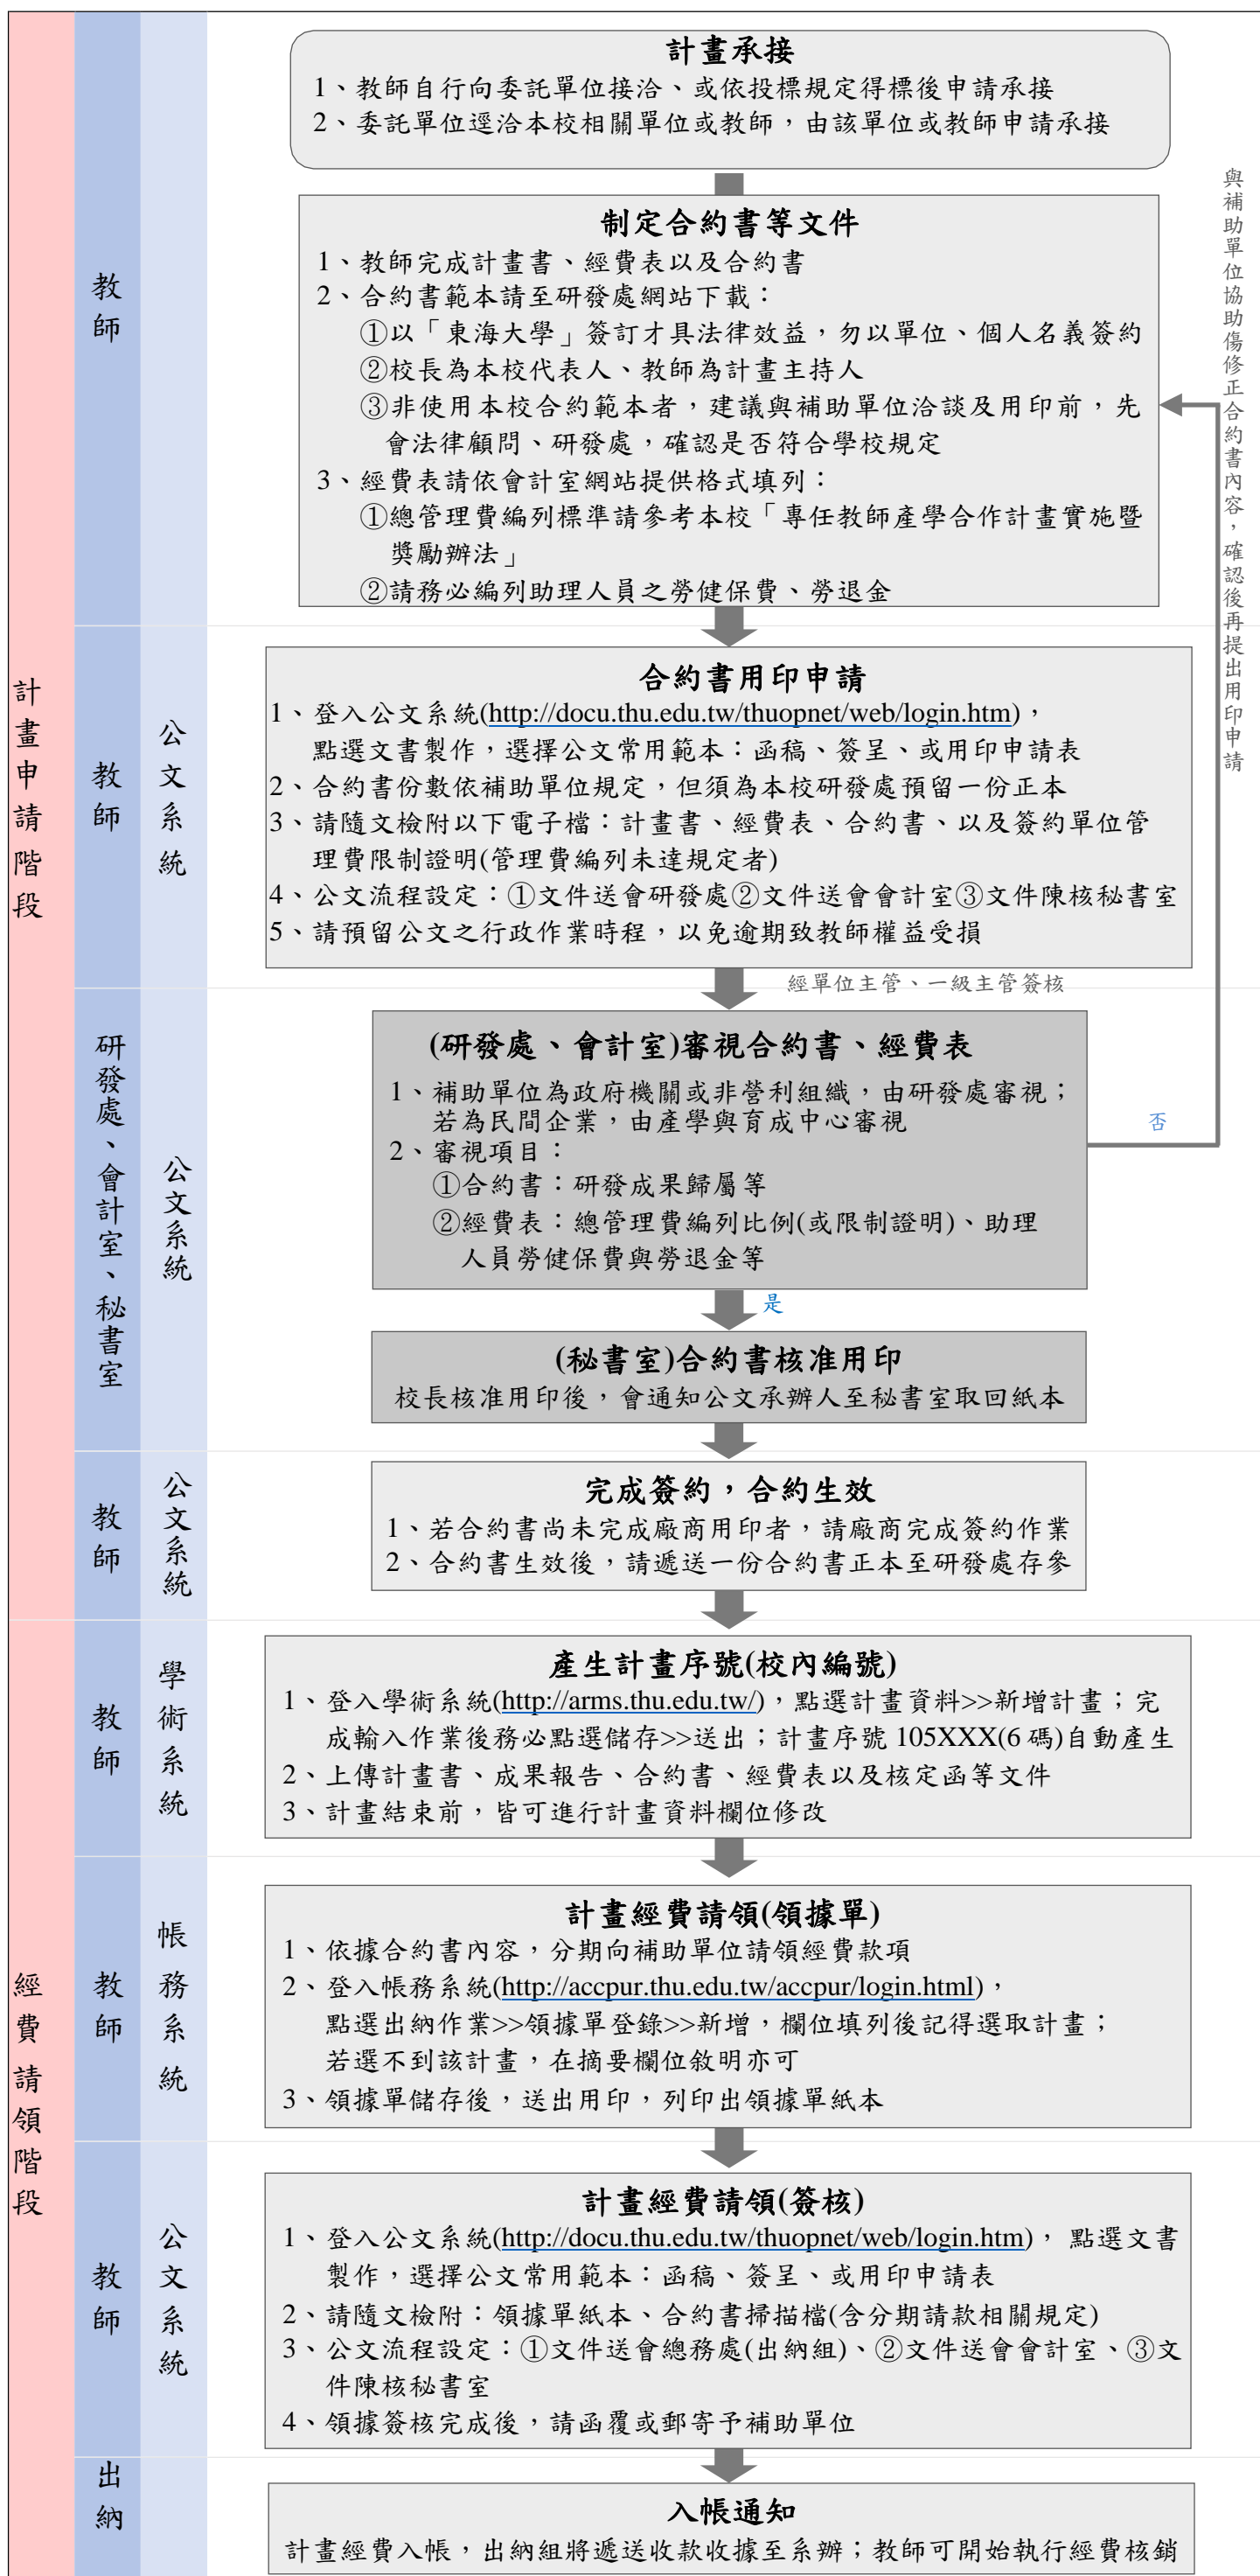 計畫承接
1、教師自行向委託單位接洽、或依投標規定得標後申請承接
2、委託單位逕洽本校相關單位或教師，由該單位或教師申請承接
教師
制定合約書等文件
1、教師完成計畫書、經費表以及合約書
2、合約書範本請至研發處網站下載：
①以「東海大學」簽訂才具法律效益，勿以單位、個人名義簽約
②校長為本校代表人、教師為計畫主持人
③非使用本校合約範本者，建議與補助單位洽談及用印前，先
會法律顧問、研發處，確認是否符合學校規定
3、經費表請依會計室網站提供格式填列：
①總管理費編列標準請參考本校「專任教師產學合作計畫實施暨
獎勵辦法」
②請務必編列助理人員之勞健保費、勞退金
與補助單位協助傷修正合約書內容，確認後再提出用印申請
計畫申請階段
教師
公文系統
合約書用印申請
1、登入公文系統(http://docu.thu.edu.tw/thuopnet/web/login.htm)，
點選文書製作，選擇公文常用範本：函稿、簽呈、或用印申請表
2、合約書份數依補助單位規定，但須為本校研發處預留一份正本
3、請隨文檢附以下電子檔：計畫書、經費表、合約書、以及簽約單位管
理費限制證明(管理費編列未達規定者)
4、公文流程設定：①文件送會研發處②文件送會會計室③文件陳核秘書室
5、請預留公文之行政作業時程，以免逾期致教師權益受損
經單位主管、一級主管簽核
研發處、會計室、秘書室
公文系統
(研發處、會計室)審視合約書、經費表
1、補助單位為政府機關或非營利組織，由研發處審視；
若為民間企業，由產學與育成中心審視
2、審視項目：
①合約書：研發成果歸屬等
②經費表：總管理費編列比例(或限制證明)、助理
人員勞健保費與勞退金等
否
是
(秘書室)合約書核准用印
校長核准用印後，會通知公文承辦人至秘書室取回紙本
教師
公文系統
完成簽約，合約生效
1、若合約書尚未完成廠商用印者，請廠商完成簽約作業
2、合約書生效後，請遞送一份合約書正本至研發處存參
經費請領階段
教師
學術系統
產生計畫序號(校內編號)
1、登入學術系統(http://arms.thu.edu.tw/)，點選計畫資料>>新增計畫；完
成輸入作業後務必點選儲存>>送出；計畫序號 105XXX(6 碼)自動產生
2、上傳計畫書、成果報告、合約書、經費表以及核定函等文件
3、計畫結束前，皆可進行計畫資料欄位修改
教師
帳務系統
計畫經費請領(領據單)
1、依據合約書內容，分期向補助單位請領經費款項
2、登入帳務系統(http://accpur.thu.edu.tw/accpur/login.html)，
點選出納作業>>領據單登錄>>新增，欄位填列後記得選取計畫；
若選不到該計畫，在摘要欄位敘明亦可
3、領據單儲存後，送出用印，列印出領據單紙本
教師
公文系統
計畫經費請領(簽核)
1、登入公文系統(http://docu.thu.edu.tw/thuopnet/web/login.htm)， 點選文書
製作，選擇公文常用範本：函稿、簽呈、或用印申請表
2、請隨文檢附：領據單紙本、合約書掃描檔(含分期請款相關規定)
3、公文流程設定：①文件送會總務處(出納組)、②文件送會會計室、③文
件陳核秘書室
4、領據簽核完成後，請函覆或郵寄予補助單位
出納
入帳通知
計畫經費入帳，出納組將遞送收款收據至系辦；教師可開始執行經費核銷